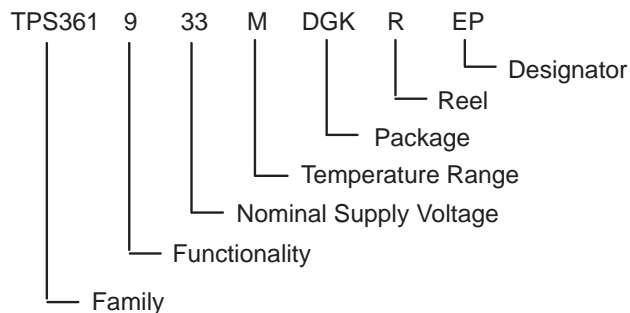 TPS361 9 33 M DGK R EP
Designator
Reel
Package
Temperature Range
Nominal Supply Voltage
Functionality
Family